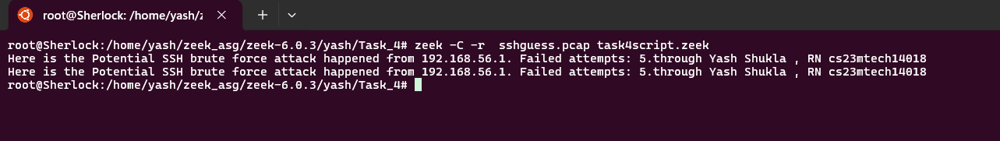 root@Sherlock: /home/yash/z
root@Sherlock:/home/yash/zeek_asg/zeek-6.0.3/yash/Task_4# zeek -C -r  sshguess.pcap task4script.zeek
Here is the Potential SSH brute force attack happened from 192.168.56.1. Failed attempts: 5.through Yash Shukla , RN cs23mtech14018
Here is the Potential SSH brute force attack happened from 192.168.56.1. Failed attempts: 5.through Yash Shukla , RN cs23mtech14018
root@Sherlock:/home/yash/zeek_asg/zeek-6.0.3/yash/Task_4#